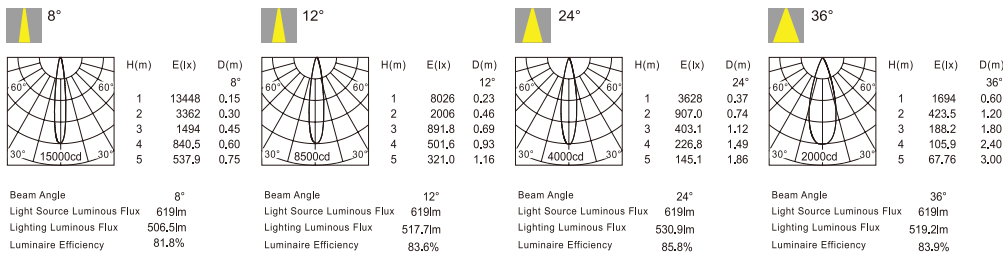 8°
H(m) E(lx) D(m)
8°
1 13448 0.15
2 3362 0.30
3 1494 0.45
4 840.5 0.60
5 537.9 0.75
60° 60°
30° 15000cd 30°
Beam Angle 8°
Light Source Luminous Flux 619lm
Lighting Luminous Flux 506.5lm
Luminaire Efficiency 81.8%
12°
H(m) E(lx) D(m)
12°
1 8026 0.23
2 2006 0.46
3 891.8 0.69
4 501.6 0.93
5 321.0 1.16
60° 60°
30° 8500cd 30°
Beam Angle 12°
Light Source Luminous Flux 619lm
Lighting Luminous Flux 517.7lm
Luminaire Efficiency 83.6%
24°
H(m) E(lx) D(m)
24°
1 3628 0.37
2 907.0 0.74
3 403.1 1.12
4 226.8 1.49
5 145.1 1.86
60° 60°
30° 4000cd 30°
Beam Angle 24°
Light Source Luminous Flux 619lm
Lighting Luminous Flux 530.9lm
Luminaire Efficiency 85.8%
36°
H(m) E(lx) D(m)
36°
1 1694 0.60
2 423.5 1.20
3 188.2 1.80
4 105.9 2.40
5 67.76 3.00
60° 60°
30° 2000cd 30°
Beam Angle 36°
Light Source Luminous Flux 619lm
Lighting Luminous Flux 519.2lm
Luminaire Efficiency 83.9%